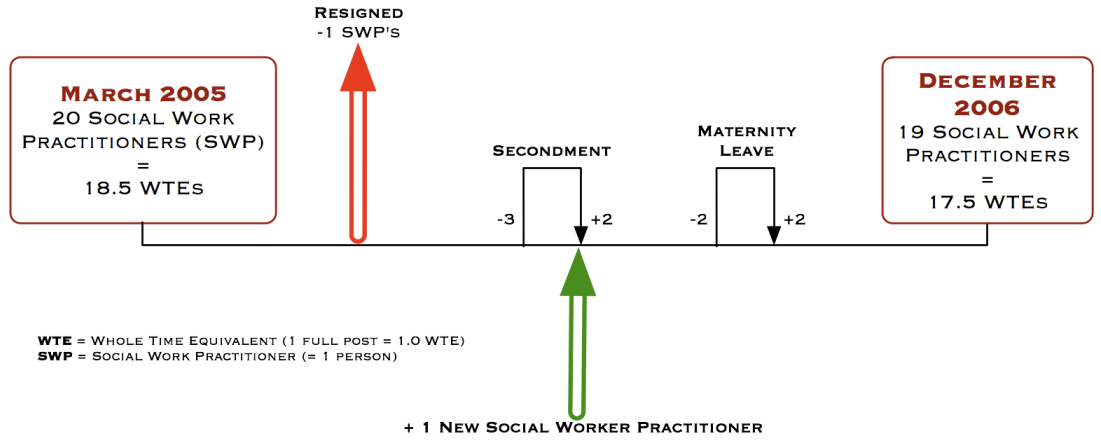 RESIGNED
-1 SWP'S
MARCH 2005
20 SOCIAL WORK
PRACTITIONERS (SWP)
=
18.5 WTES
DECEMBER
2006
19 SOCIAL WORK
PRACTITIONERS
=
17.5 WTES
SECONDMENT
-3
+2
MATERNITY
LEAVE
-2
+2
WTE = WHOLE TIME EQUIVALENT (1 FULL POST = 1.0 WTE)
SWP = SOCIAL WORK PRACTITIONER (= 1 PERSON)
+ 1 NEW SOCIAL WORKER PRACTITIONER